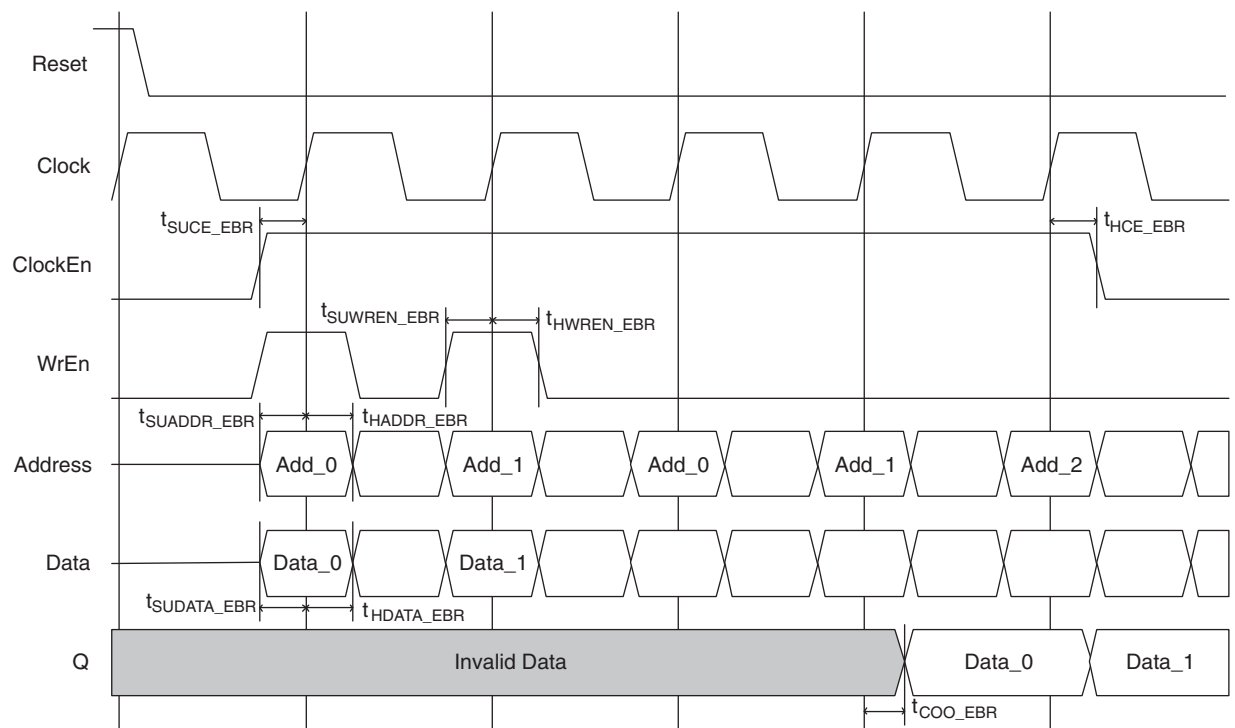 Reset
Clock
tSUCE_EBR
tHCE_EBR
ClockEn
tSUWREN_EBR
tHWREN_EBR
WrEn
tSUADDR_EBR
tHADDR_EBR
Address
Add_0
Add_1
Add_0
Add_1
Add_2
Data
Data_0
Data_1
tSUDATA_EBR
tHDATA_EBR
Q
Invalid Data
Data_0
Data_1
tCOO_EBR